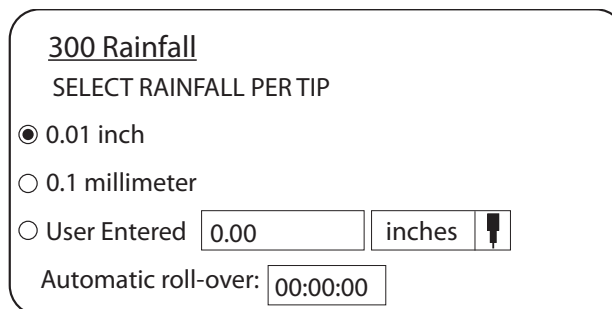 300 Rainfall
SELECT RAINFALL PER TIP
0.01 inch
0.1 millimeter
User Entered 0.00 inches
Automatic roll-over: 00:00:00